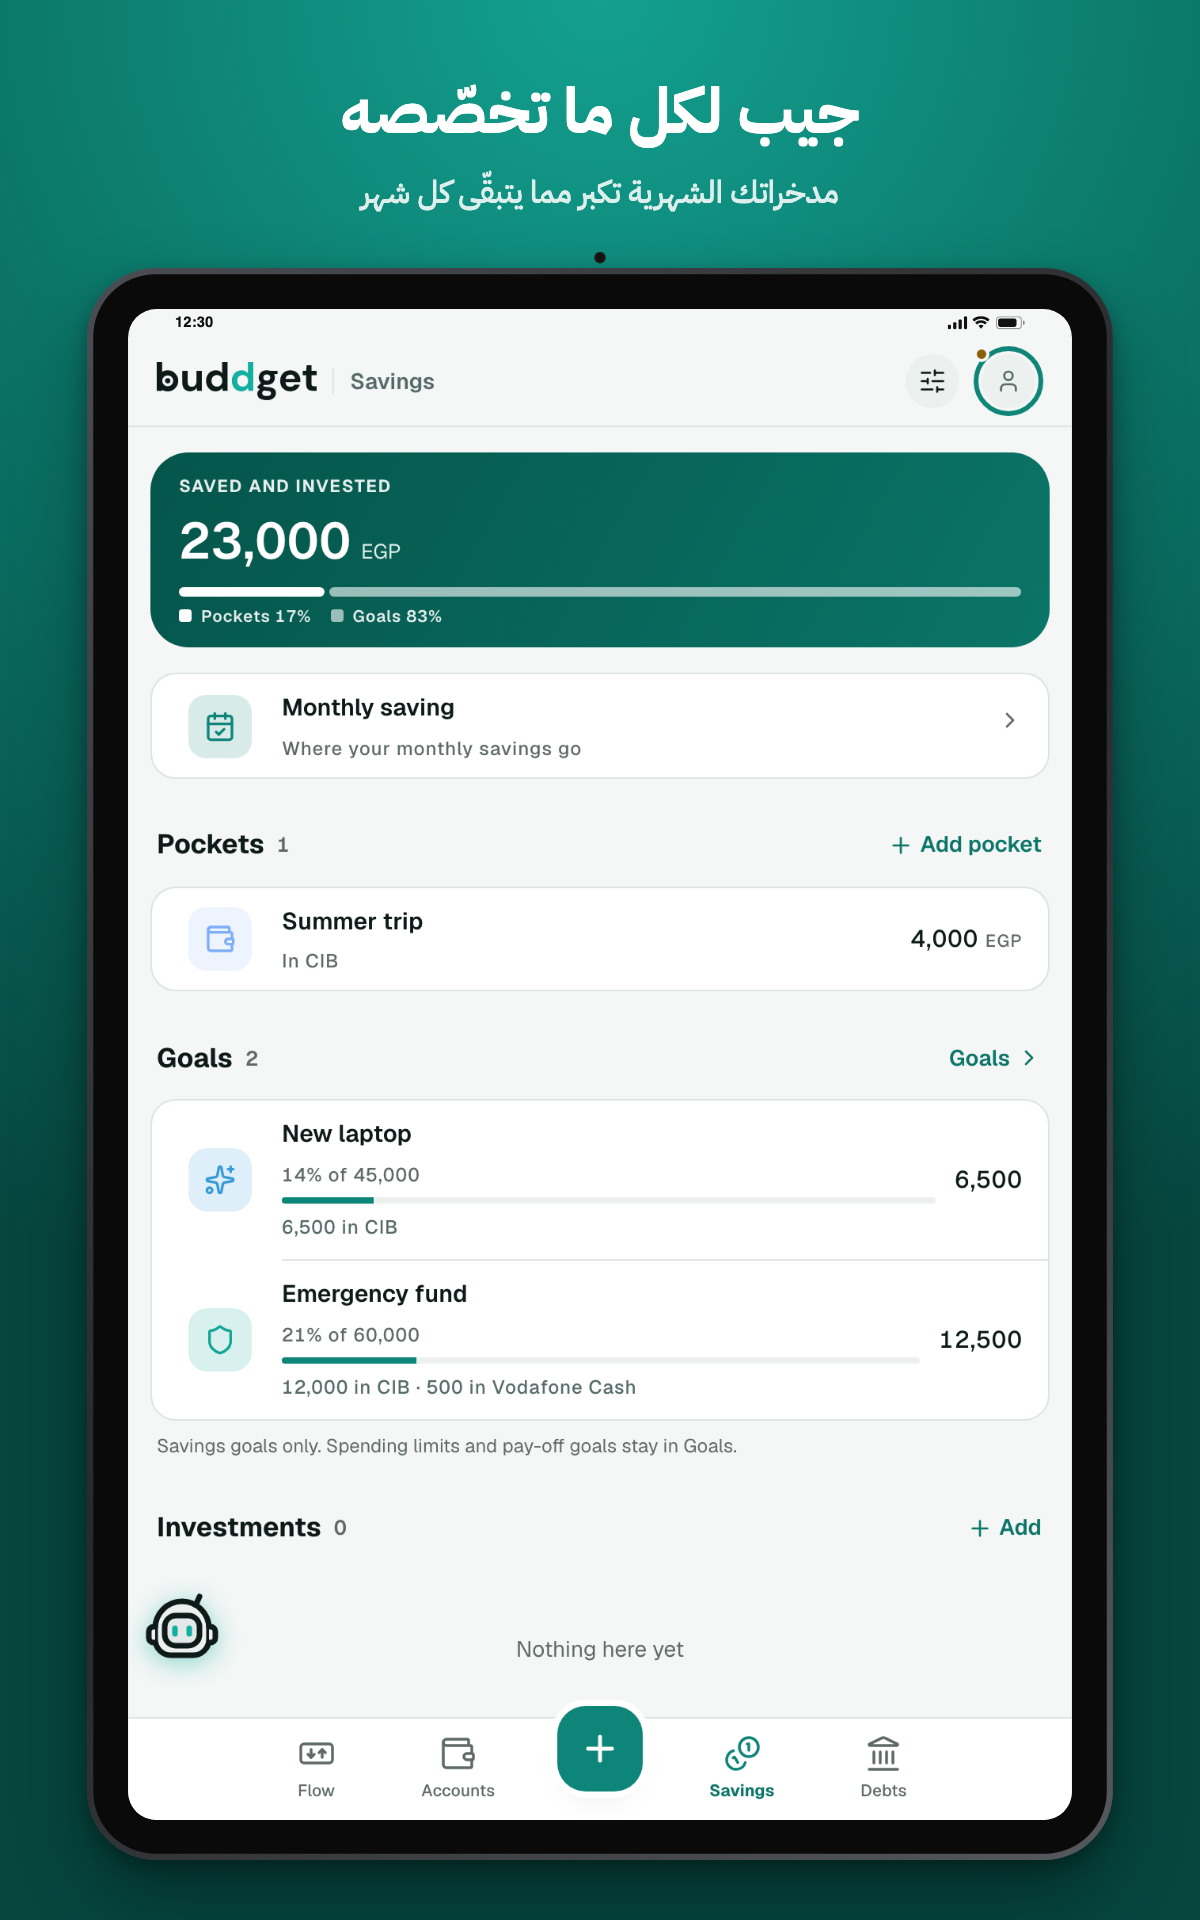 جيب لكل ما تخصّصه
مدخراتك الشهرية تكبر مما يتبقّى كل شهر
12:30
buddget
Savings
SAVED AND INVESTED
23,000 EGP
Pockets 17% Goals 83%
Monthly saving
Where your monthly savings go
Pockets 1
+ Add pocket
Summer trip
In CIB
4,000 EGP
Goals 2
Goals >
New laptop
14% of 45,000
6,500 in CIB
6,500
Emergency fund
21% of 60,000
12,000 in CIB · 500 in Vodafone Cash
12,500
Savings goals only. Spending limits and pay-off goals stay in Goals.
Investments 0
+ Add
Nothing here yet
Flow
Accounts
Savings
Debts